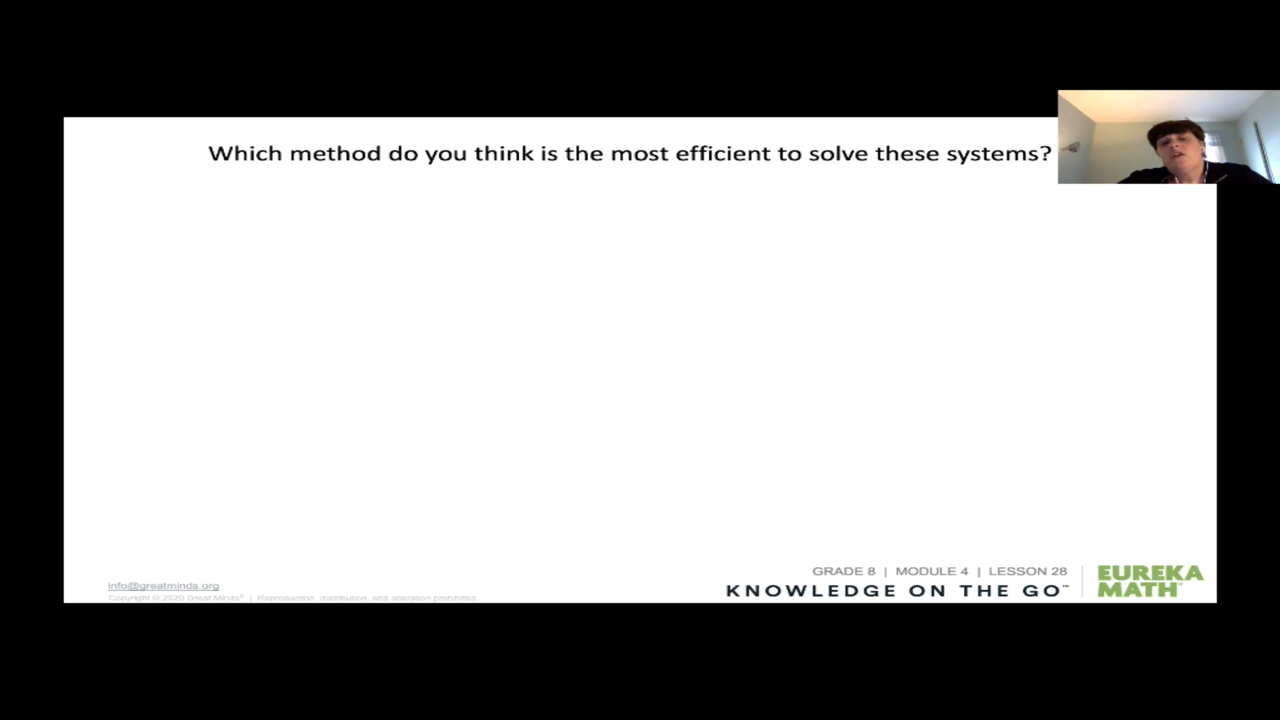 Which method do you think is the most efficient to solve these systems?
GRADE 8 | MODULE 4 | LESSON 28
KNOWLEDGE ON THE GO™
EUREKA
MATH™
info@greatminds.org
Copyright © 2020 Great Minds® | Reproduction, distribution, and alteration prohibited.